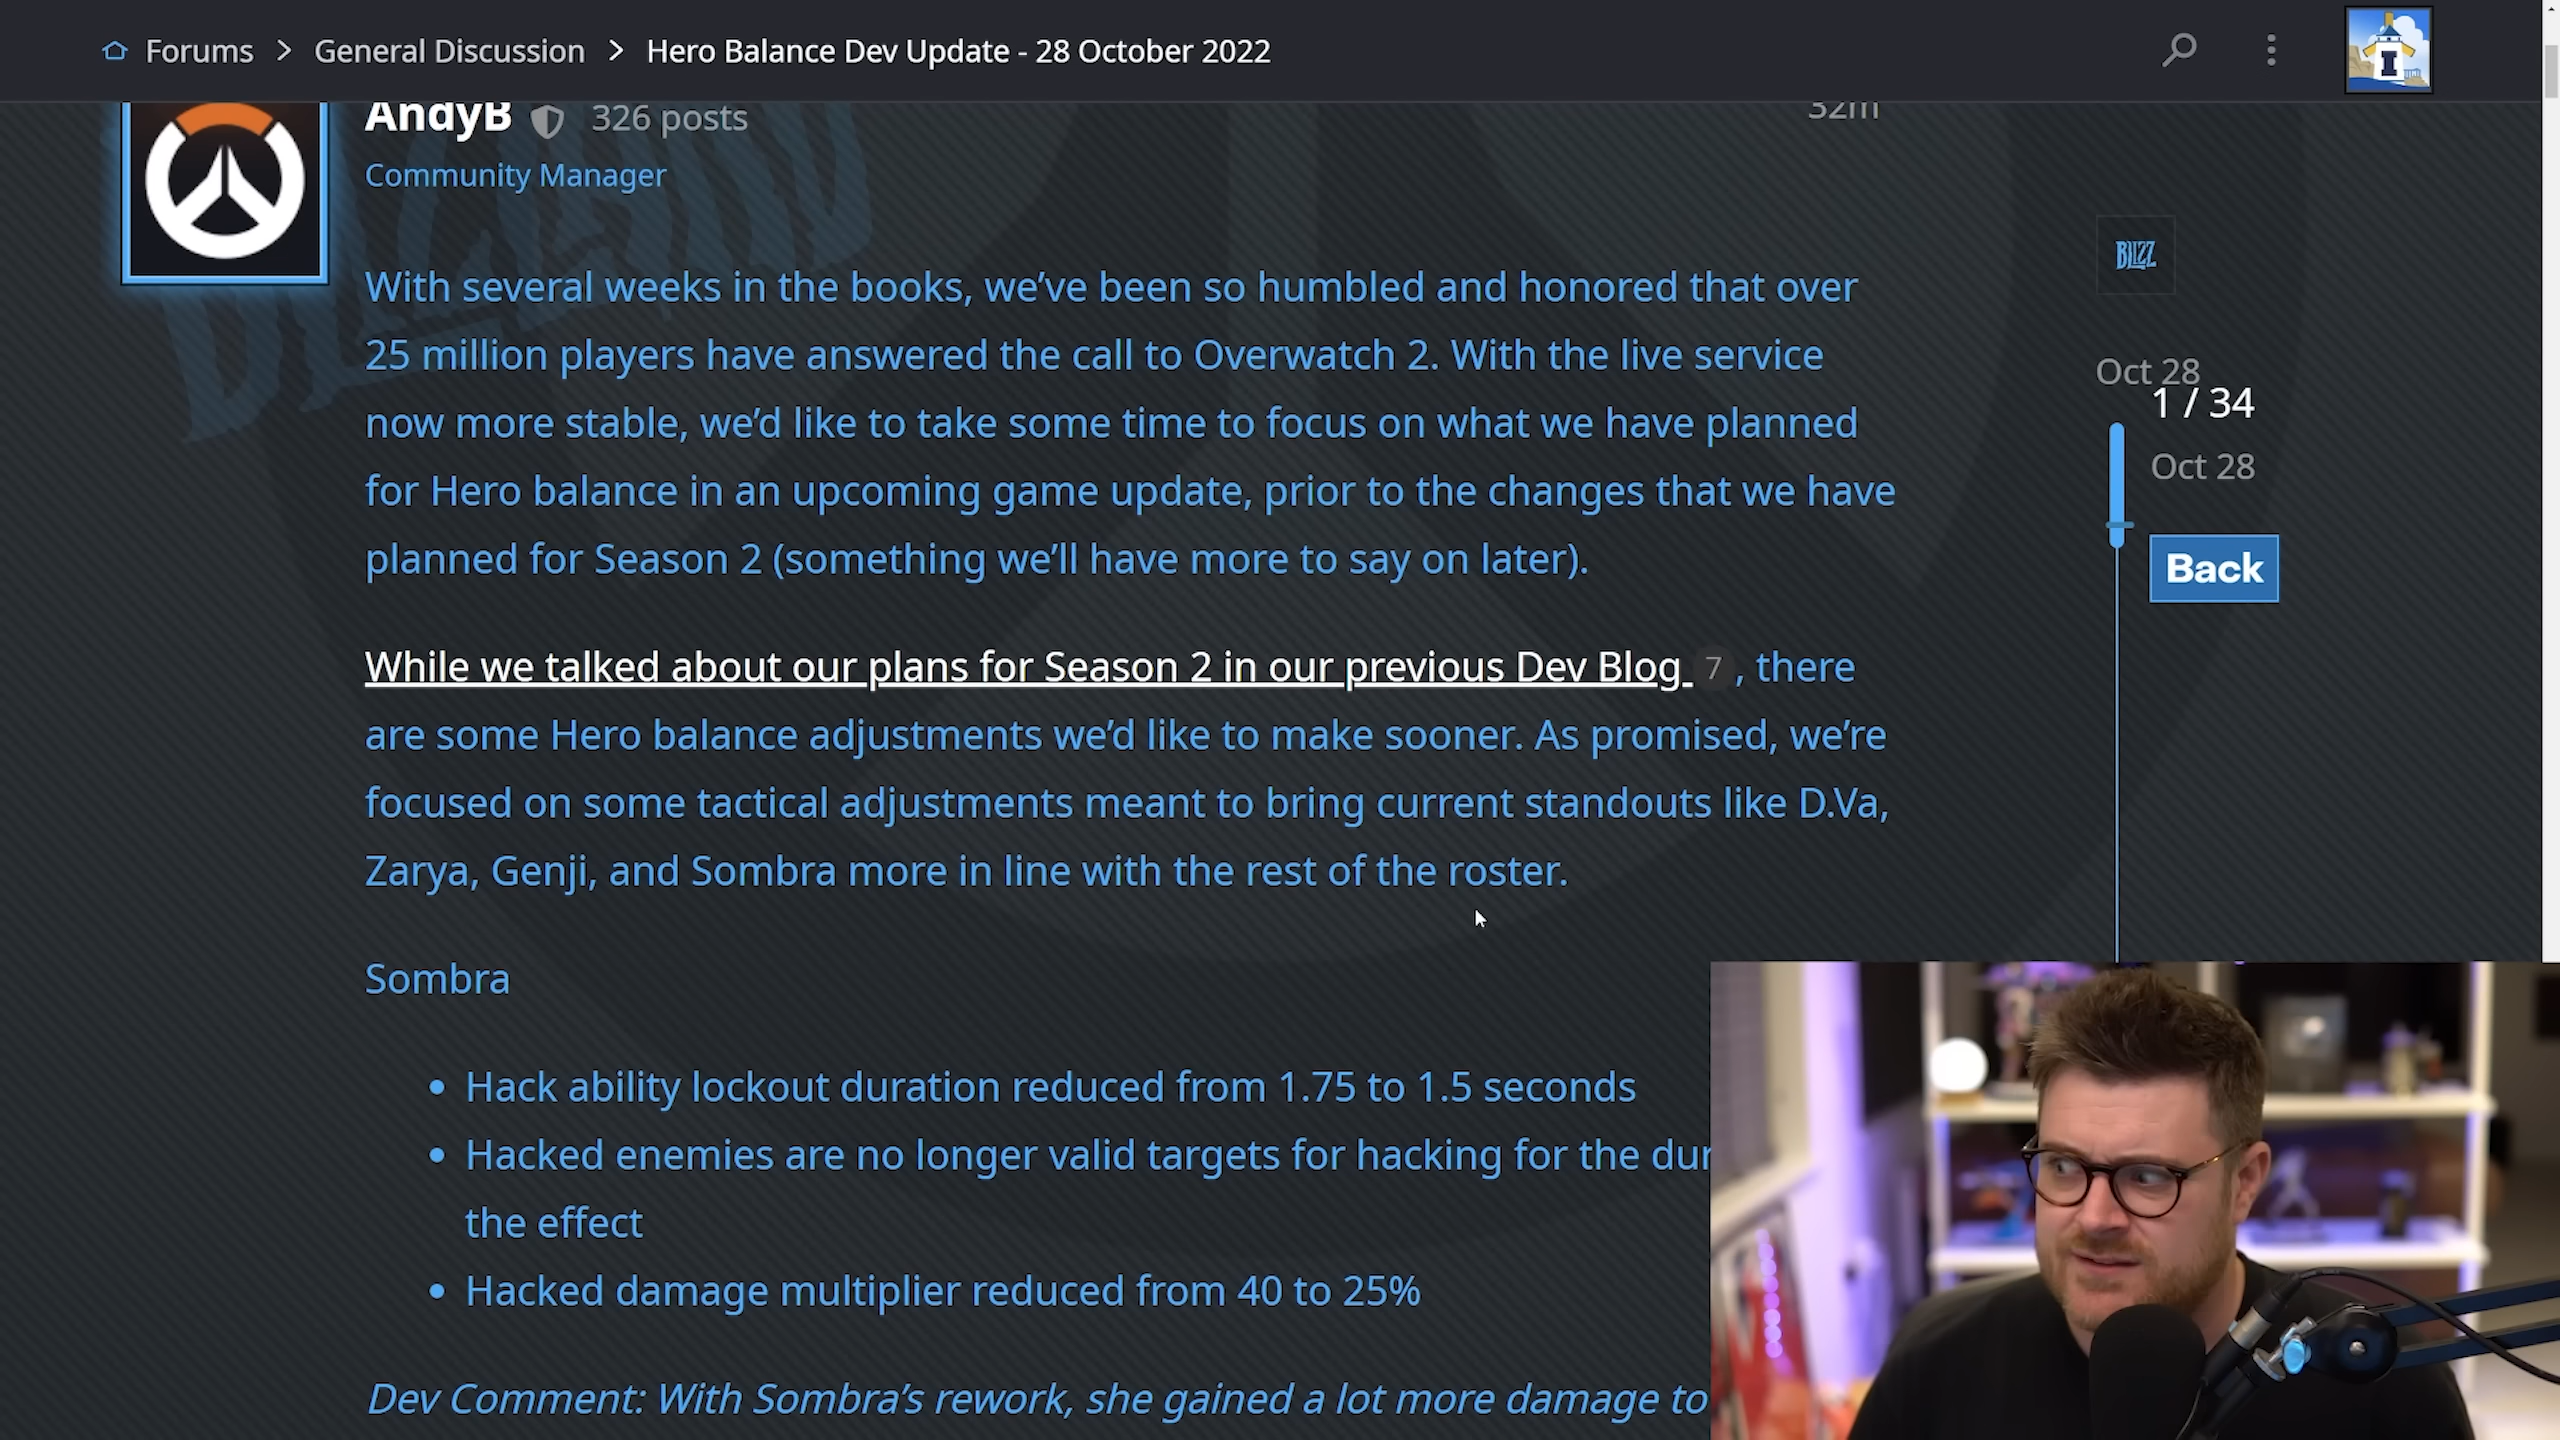 Forums > General Discussion > Hero Balance Dev Update - 28 October 2022
AndyB 326 posts
32m
Community Manager
BLIZZ
With several weeks in the books, we've been so humbled and honored that over
25 million players have answered the call to Overwatch 2. With the live service
now more stable, we'd like to take some time to focus on what we have planned
for Hero balance in an upcoming game update, prior to the changes that we have
planned for Season 2 (something we'll have more to say on later).
Oct 28
1 / 34
Oct 28
Back
While we talked about our plans for Season 2 in our previous Dev Blog 7, there
are some Hero balance adjustments we'd like to make sooner. As promised, we're
focused on some tactical adjustments meant to bring current standouts like D.Va,
Zarya, Genji, and Sombra more in line with the rest of the roster.
Sombra
• Hack ability lockout duration reduced from 1.75 to 1.5 seconds
• Hacked enemies are no longer valid targets for hacking for the dur
the effect
• Hacked damage multiplier reduced from 40 to 25%
Dev Comment: With Sombra's rework, she gained a lot more damage to